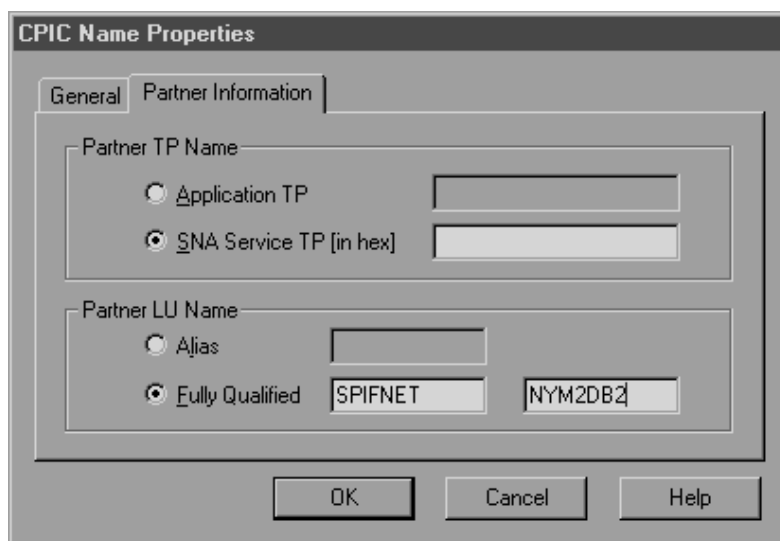 CPIC Name Properties
General Partner Information
Partner TP Name
Application TP
SNA Service TP [in hex]
Partner LU Name
Alias
Fully Qualified SPIFNET NYM2DB2
OK Cancel Help